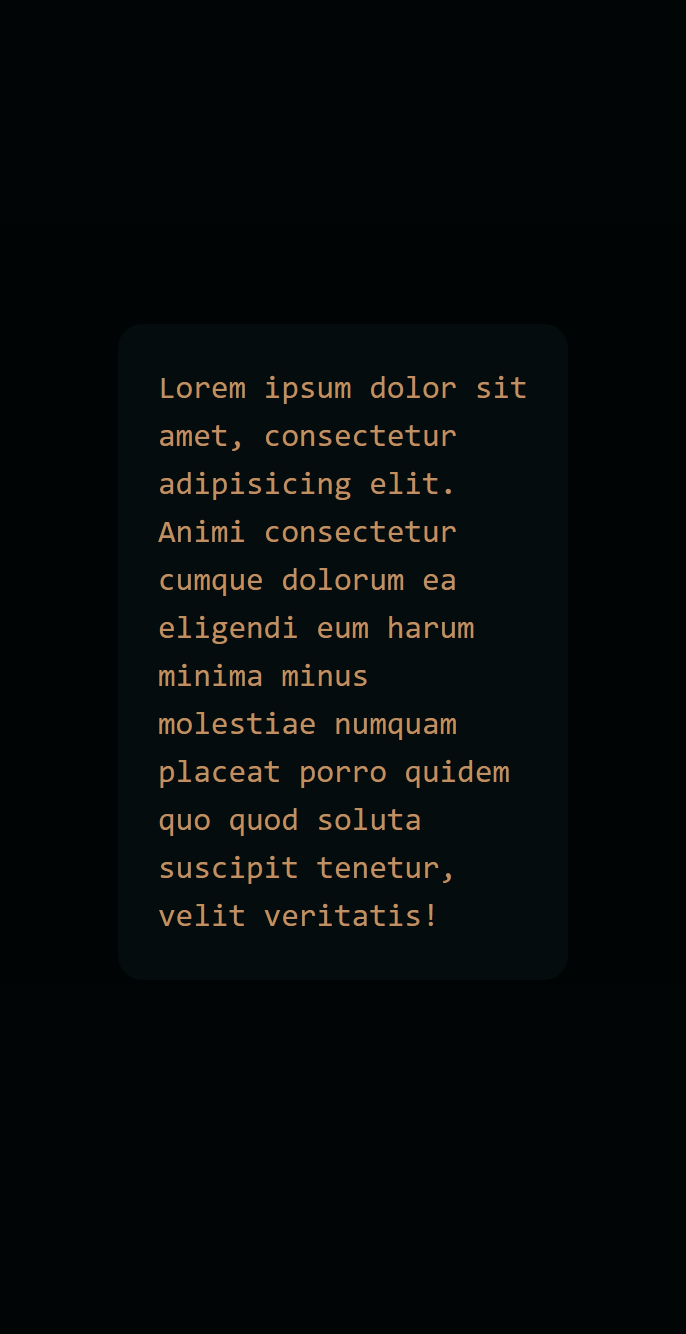 Lorem ipsum dolor sit
amet, consectetur
adipisicing elit.
Animi consectetur
cumque dolorum ea
eligendi eum harum
minima minus
molestiae numquam
placeat porro quidem
quo quod soluta
suscipit tenetur,
velit veritatis!